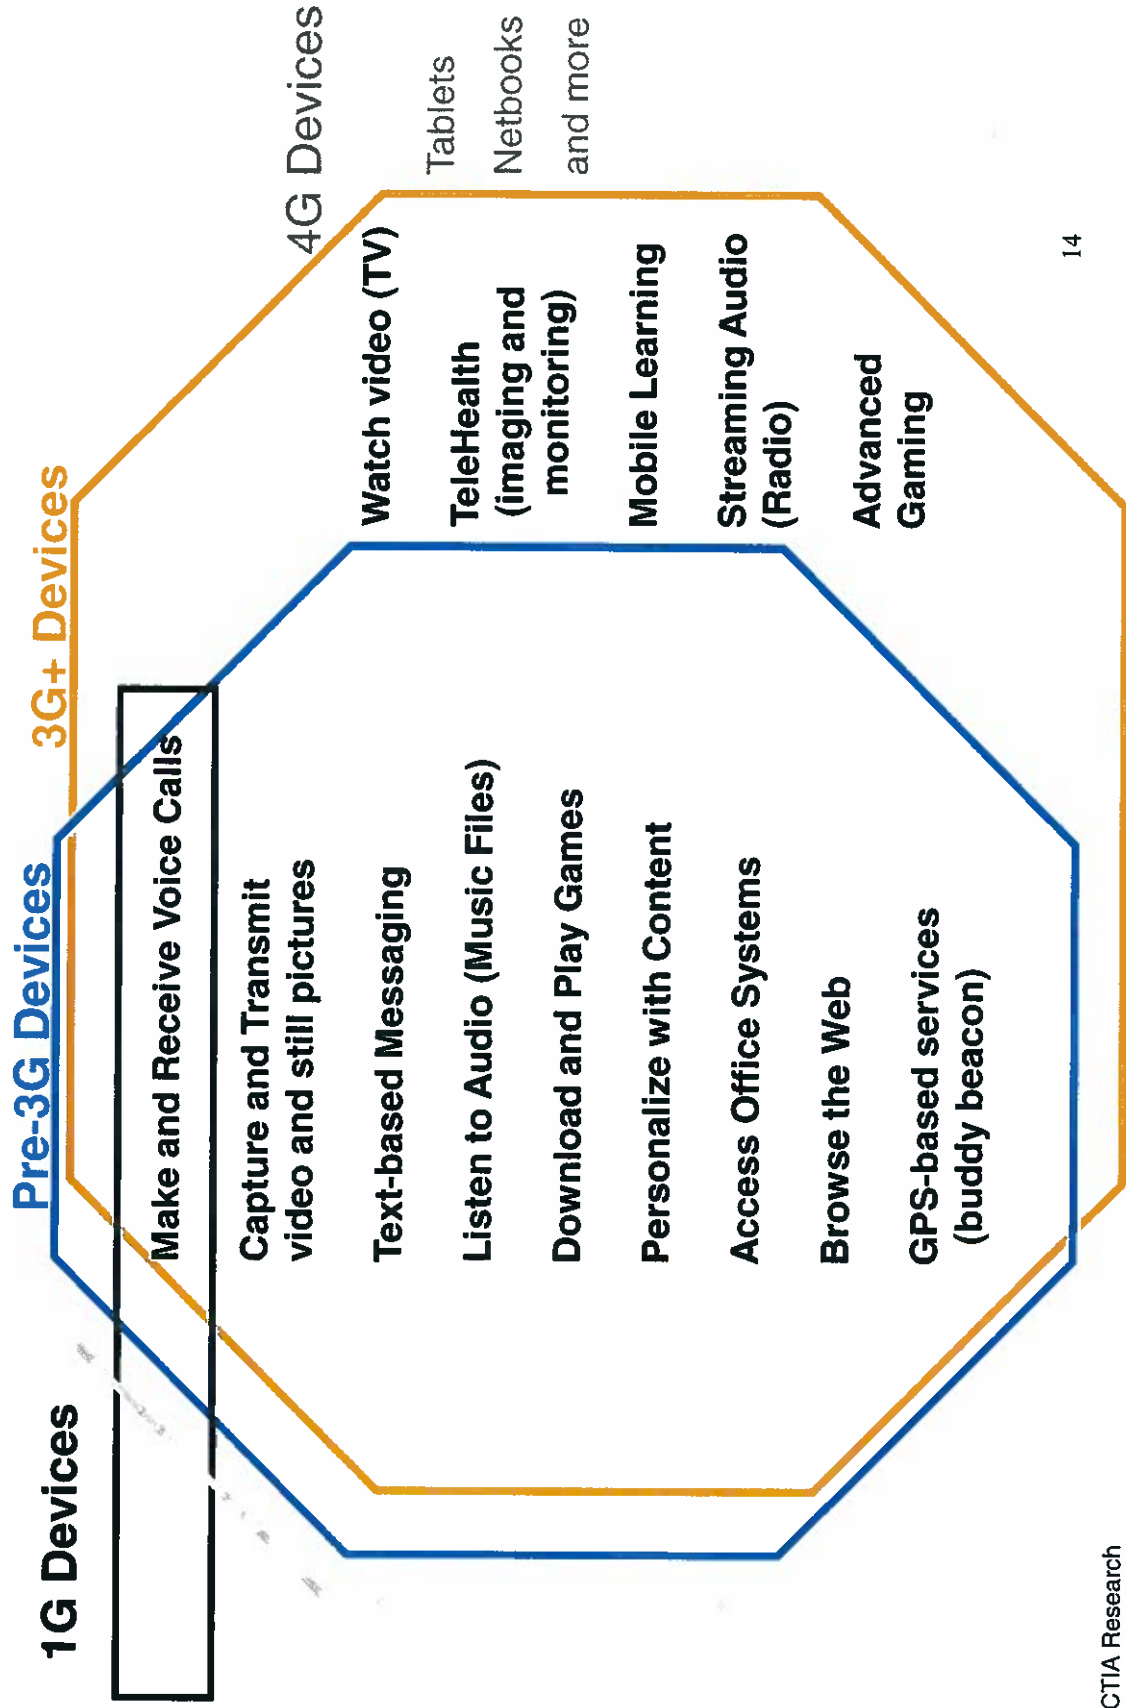 1G Devices
Pre-3G Devices
3G+ Devices
Make and Receive Voice Calls
Capture and Transmit
video and still pictures
Text-based Messaging
Listen to Audio (Music Files)
Download and Play Games
Personalize with Content
Access Office Systems
Browse the Web
GPS-based services
(buddy beacon)
Watch video (TV)
TeleHealth
(imaging and
monitoring)
Mobile Learning
Streaming Audio
(Radio)
Advanced
Gaming
4G Devices
Tablets
Netbooks
and more
CTIA Research
14